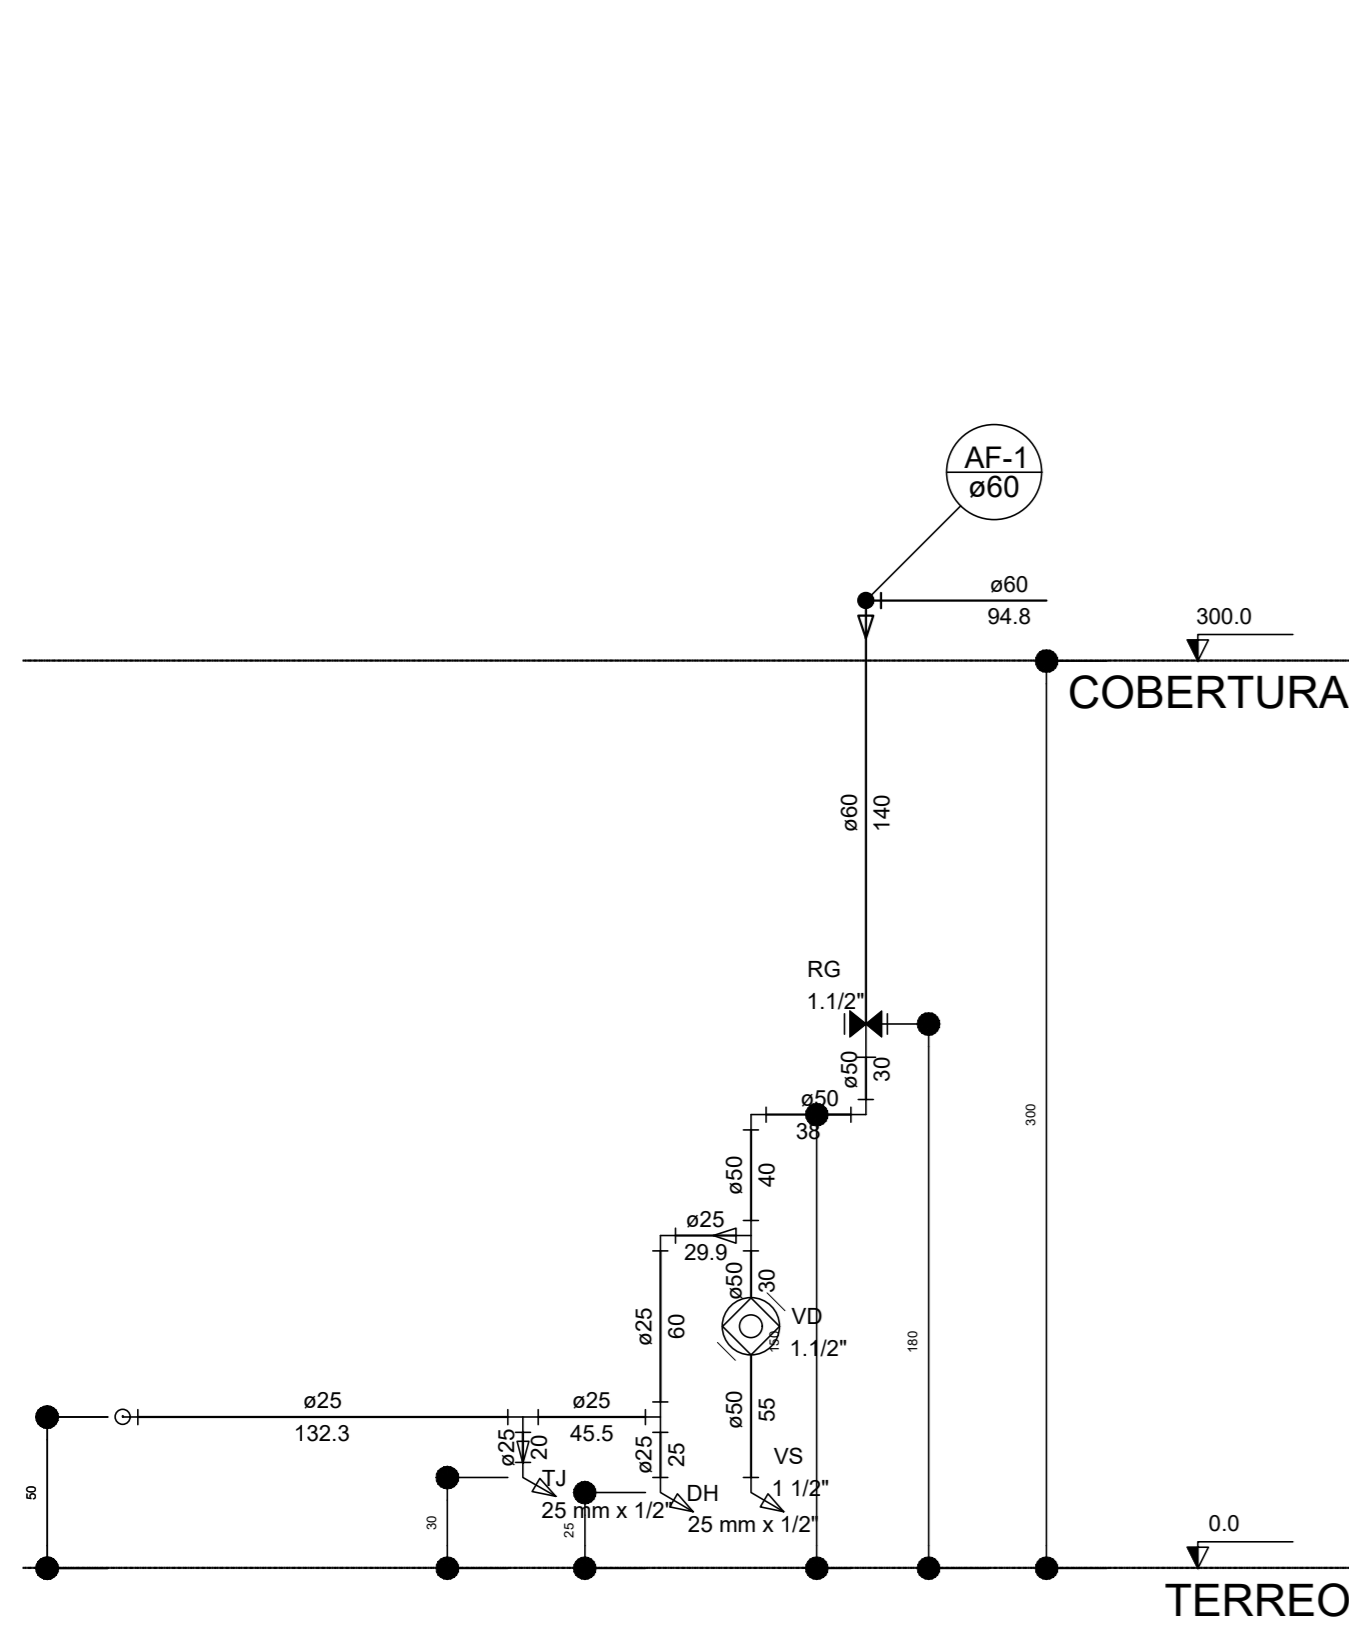 AF-1
ø60
ø60
94.8
300.0
COBERTURA
ø60
140
RG
1.1/2"
ø50
30
ø50
38
300
ø50
40
ø25
29.9
ø50
30
VD
1.1/2"
150
180
ø25
60
ø25
132.3
ø25
45.5
ø50
55
ø25
20
ø25
25
VS
1 1/2"
TJ
25 mm x 1/2"
DH
25 mm x 1/2"
50
30
25
0.0
TERREO